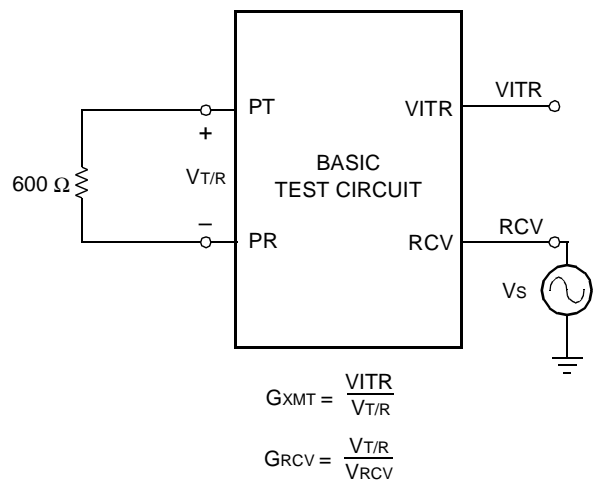 PT
VITR
VITR
+
600 Ω
VT/R
BASIC
TEST CIRCUIT
–
PR
RCV
RCV
VS
GXMT = VITR
VT/R
GRCV = VT/R
VRCV